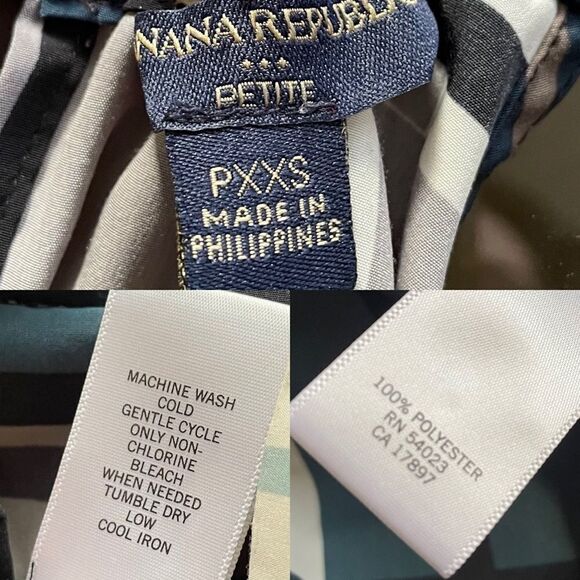 NANA REPUBLIC
PETITE
PXXS
MADE IN
PHILIPPINES
MACHINE WASH
COLD
GENTLE CYCLE
ONLY NON-
CHLORINE
BLEACH
WHEN NEEDED
TUMBLE DRY
LOW
COOL IRON
100% POLYESTER
RN 54023
CA 17897